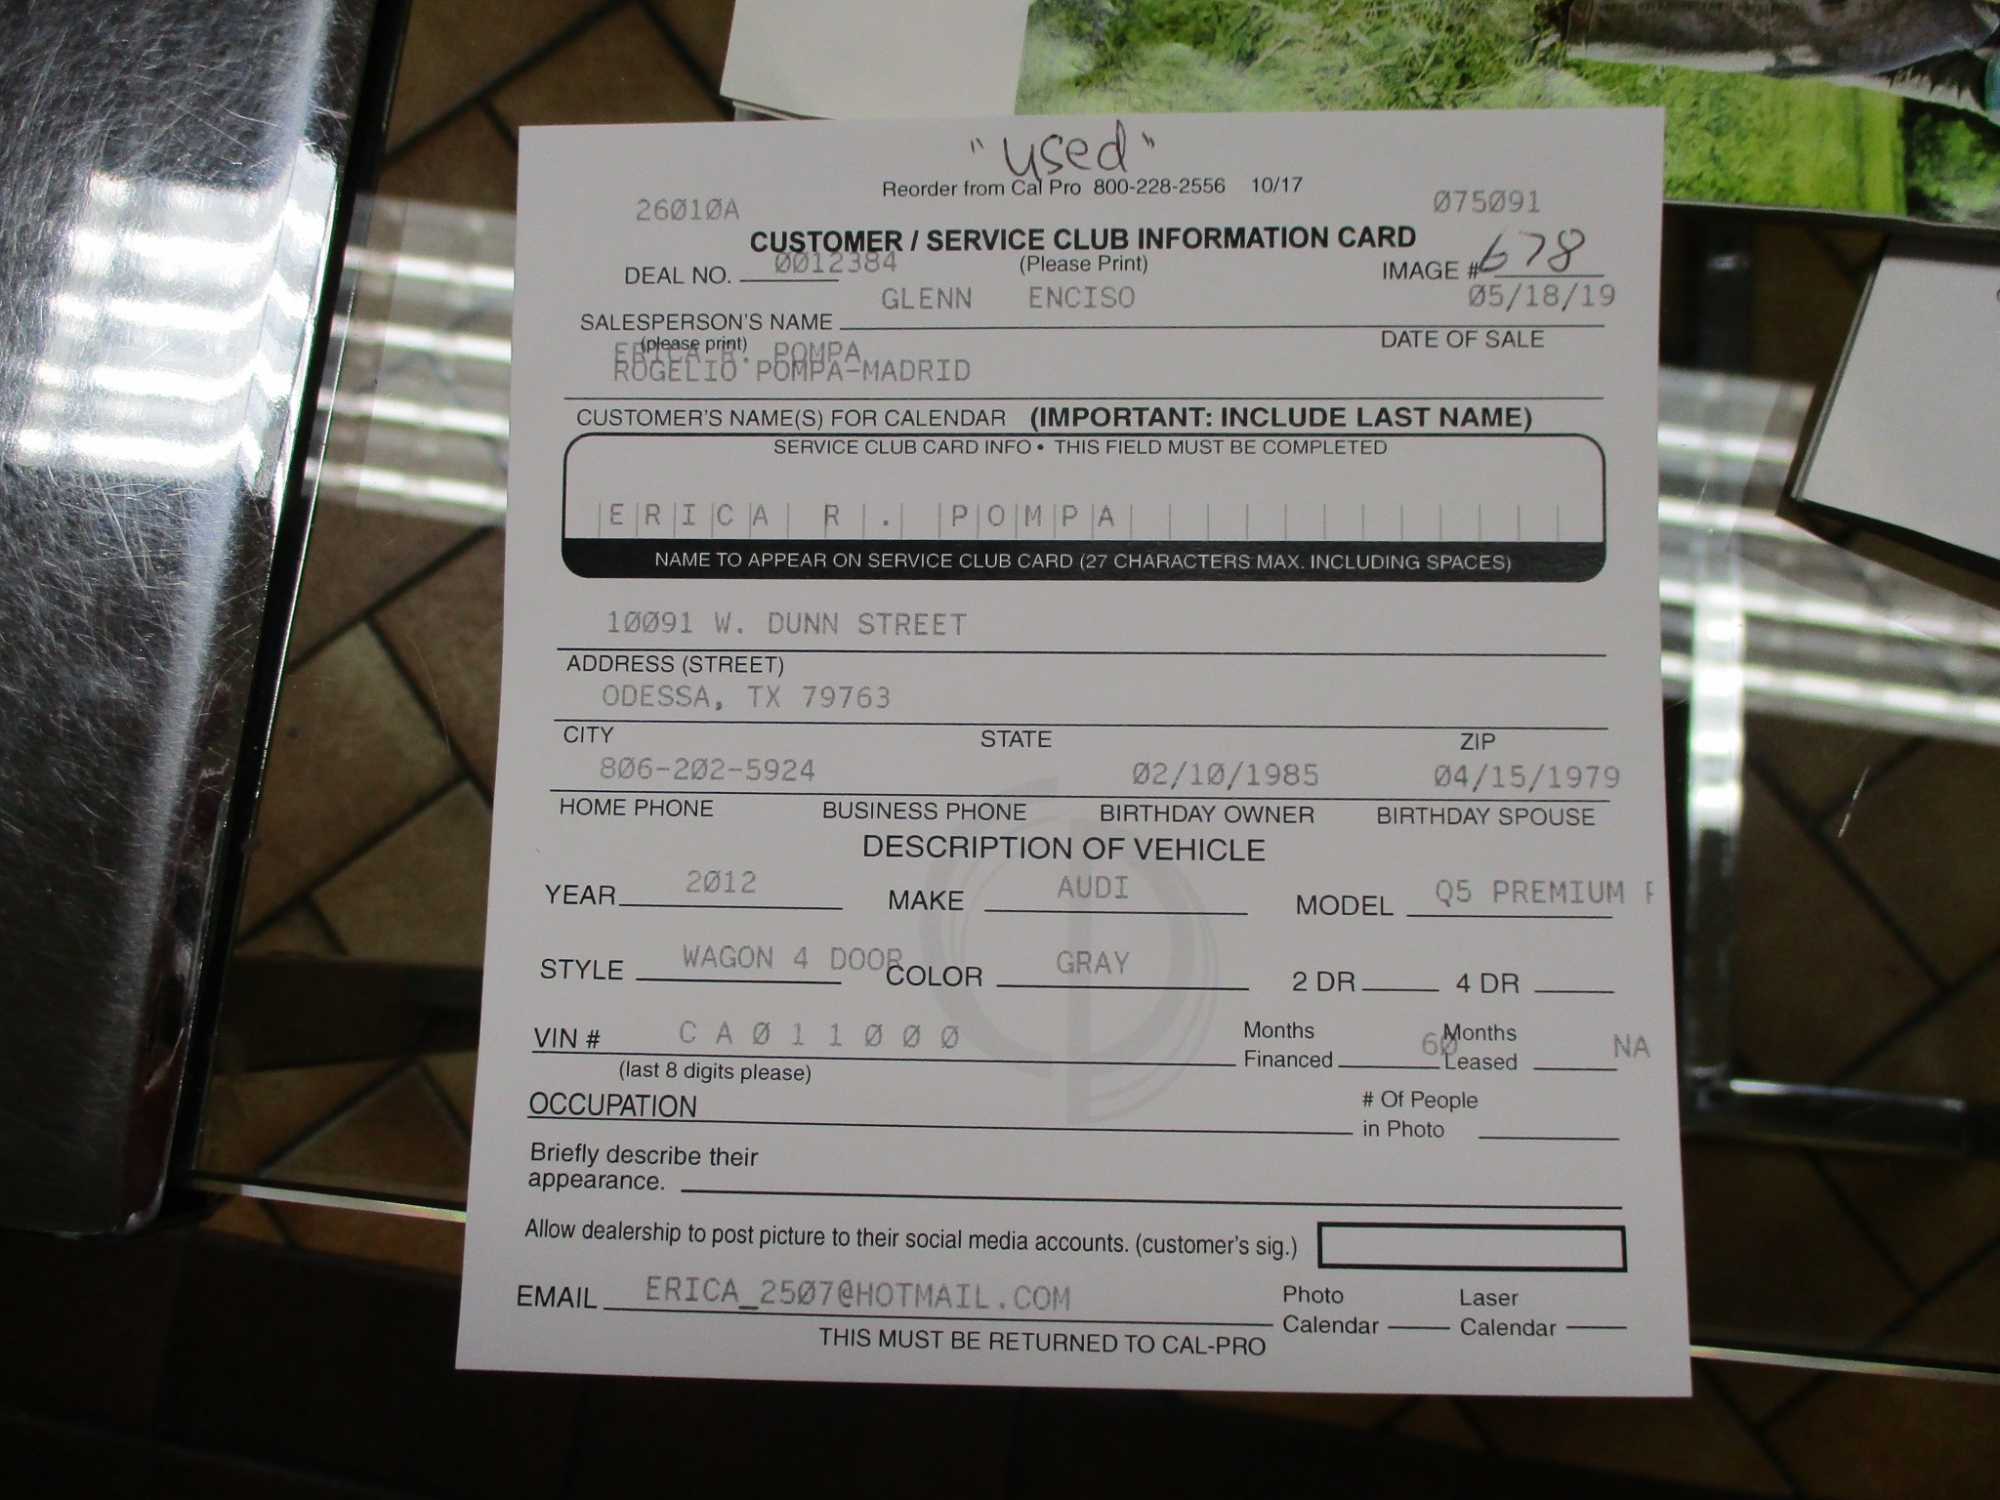 "used"
Reorder from Cal Pro 800-228-2556 10/17
26010A 075091
CUSTOMER / SERVICE CLUB INFORMATION CARD
DEAL NO. 0012384 (Please Print) IMAGE # 678
GLENN ENCISO 05/18/19
SALESPERSON'S NAME
(please print) DATE OF SALE
ERICA R. POMPA
ROGELIO POMPA-MADRID
CUSTOMER'S NAME(S) FOR CALENDAR (IMPORTANT: INCLUDE LAST NAME)
SERVICE CLUB CARD INFO • THIS FIELD MUST BE COMPLETED
ERICA R. POMPA
NAME TO APPEAR ON SERVICE CLUB CARD (27 CHARACTERS MAX. INCLUDING SPACES)
10091 W. DUNN STREET
ADDRESS (STREET)
ODESSA, TX 79763
CITY STATE ZIP
806-202-5924 02/10/1985 04/15/1979
HOME PHONE BUSINESS PHONE BIRTHDAY OWNER BIRTHDAY SPOUSE
DESCRIPTION OF VEHICLE
YEAR 2012 MAKE AUDI MODEL Q5 PREMIUM P
STYLE WAGON 4 DOOR COLOR GRAY 2 DR 4 DR
VIN # CA011000 Months Financed 60 Months Leased NA
(last 8 digits please)
OCCUPATION # Of People in Photo
Briefly describe their
appearance.
Allow dealership to post picture to their social media accounts. (customer's sig.)
EMAIL ERICA_2507@HOTMAIL.COM Photo Calendar Laser Calendar
THIS MUST BE RETURNED TO CAL-PRO